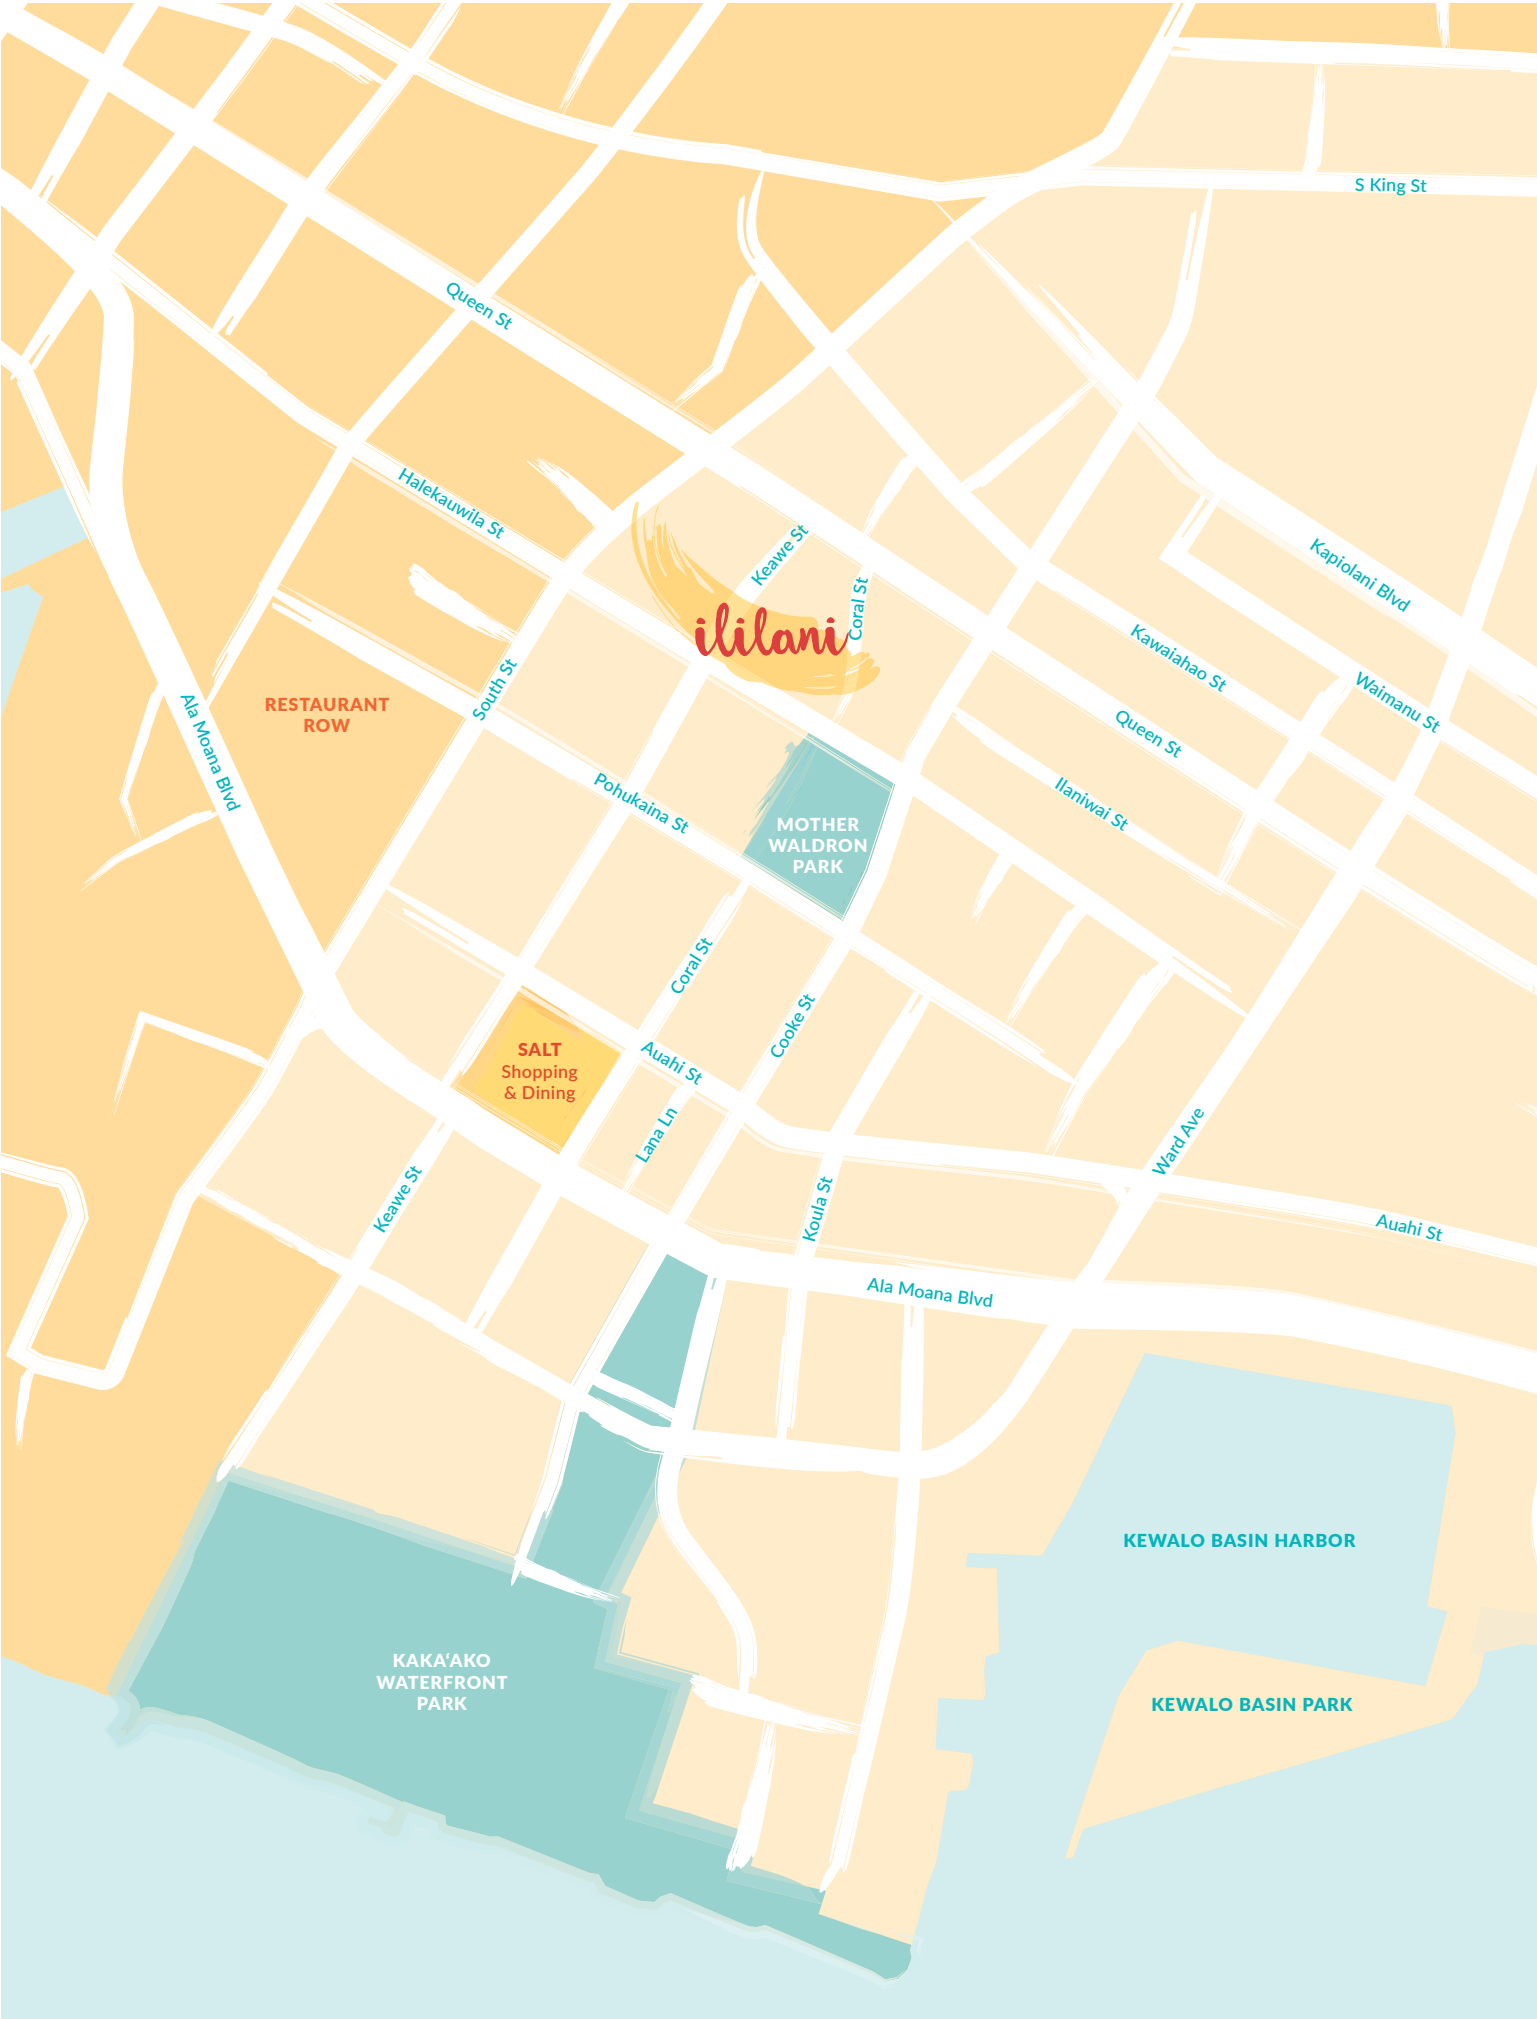 S King St
Queen St
Halekauwila St
Keawe St
Coral St
ililani
Kapiolani Blvd
Kawaiahao St
Waimanu St
South St
RESTAURANT
ROW
Ala Moana Blvd
Queen St
Ilaniwai St
Pohukaina St
MOTHER
WALDRON
PARK
Coral St
Cooke St
SALT
Shopping
& Dining
Auahi St
Lana Ln
Ward Ave
Keawe St
Koula St
Auahi St
Ala Moana Blvd
KEWALO BASIN HARBOR
KAKA‘AKO
WATERFRONT
PARK
KEWALO BASIN PARK